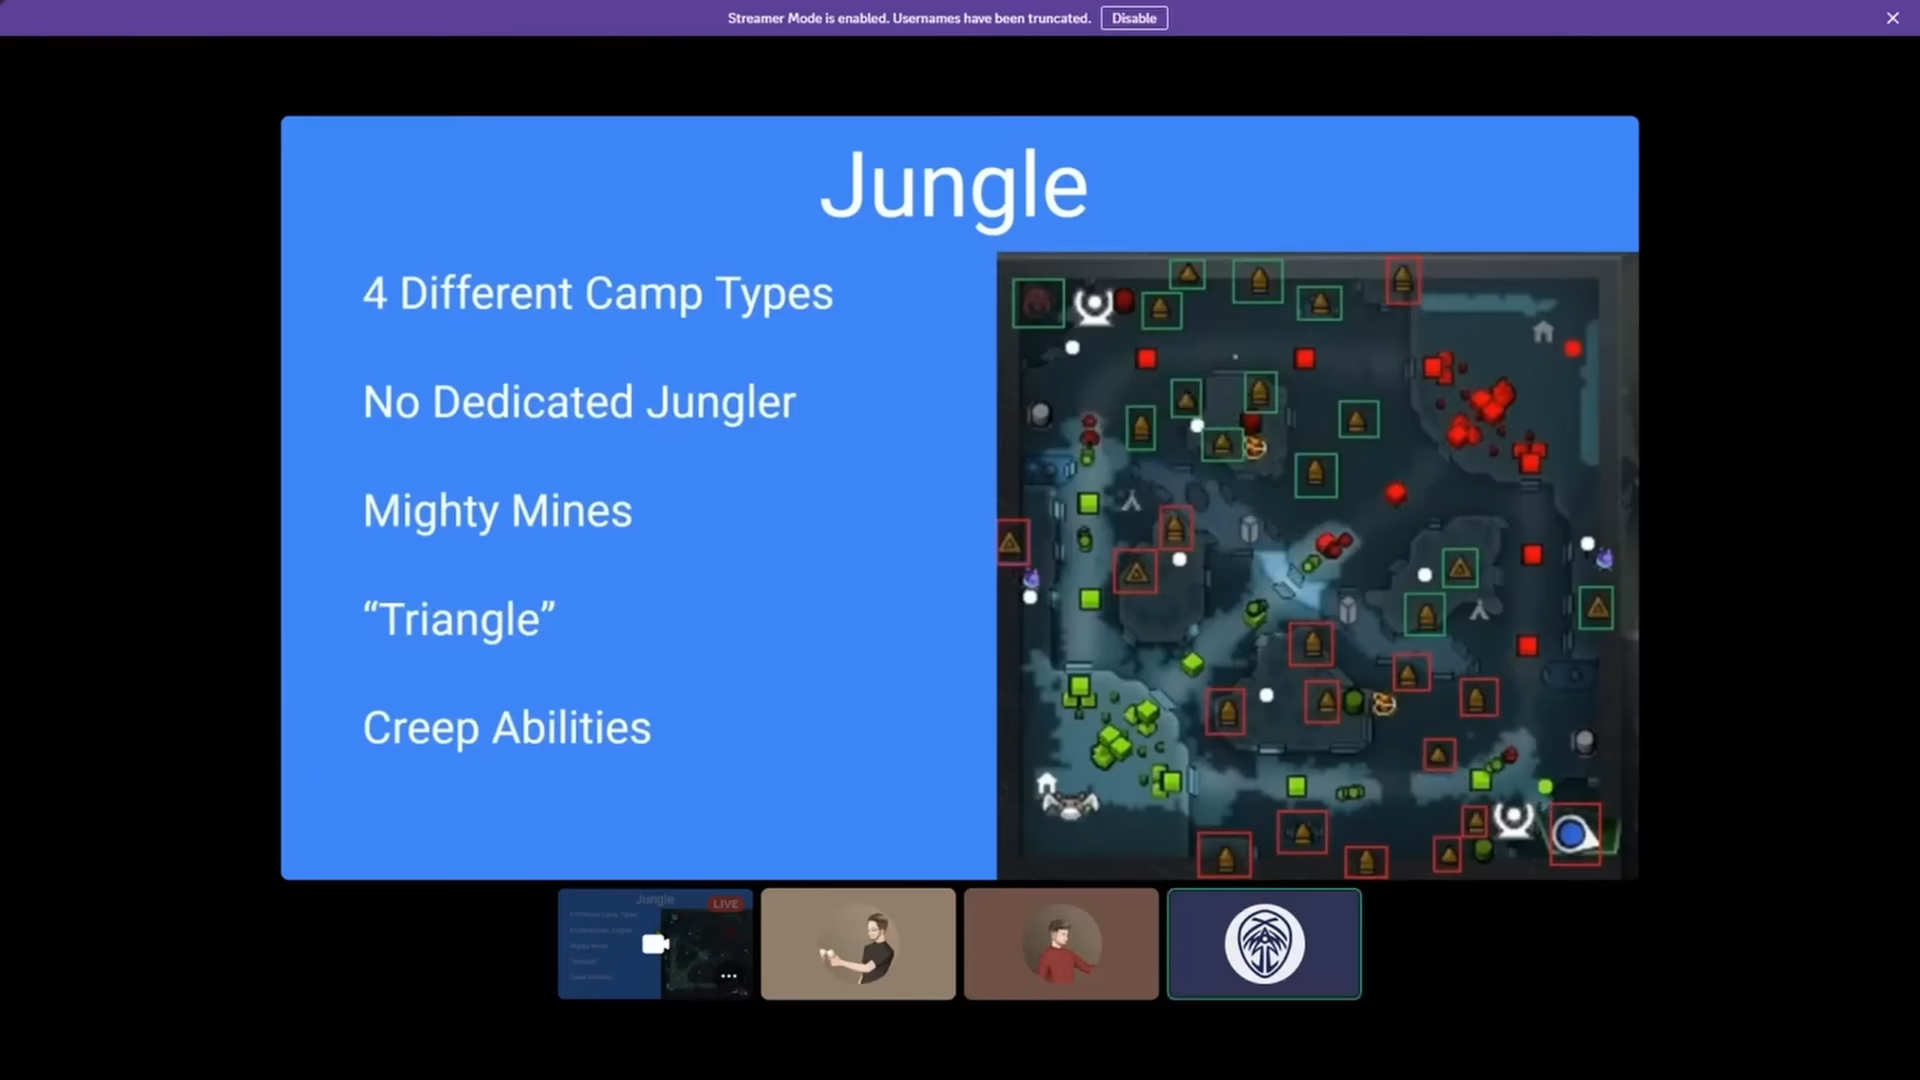 Streamer Mode is enabled. Usernames have been truncated. Disable
Jungle
4 Different Camp Types
No Dedicated Jungler
Mighty Mines
“Triangle”
Creep Abilities
Jungle
LIVE